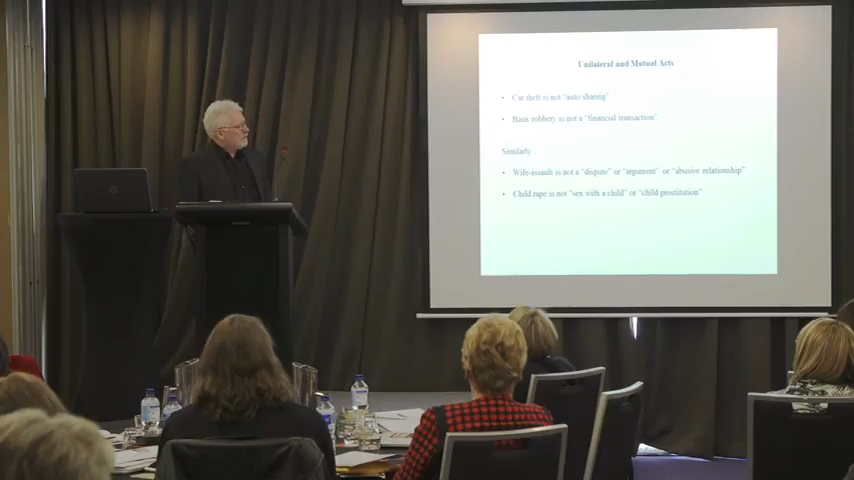 Unilateral and Mutual Acts
• Car theft is not "auto sharing"
• Bank robbery is not a "financial transaction"
Similarly…
• Wife-assault is not a "dispute" or "argument" or "abusive relationship"
• Child rape is not "sex with a child" or "child prostitution"